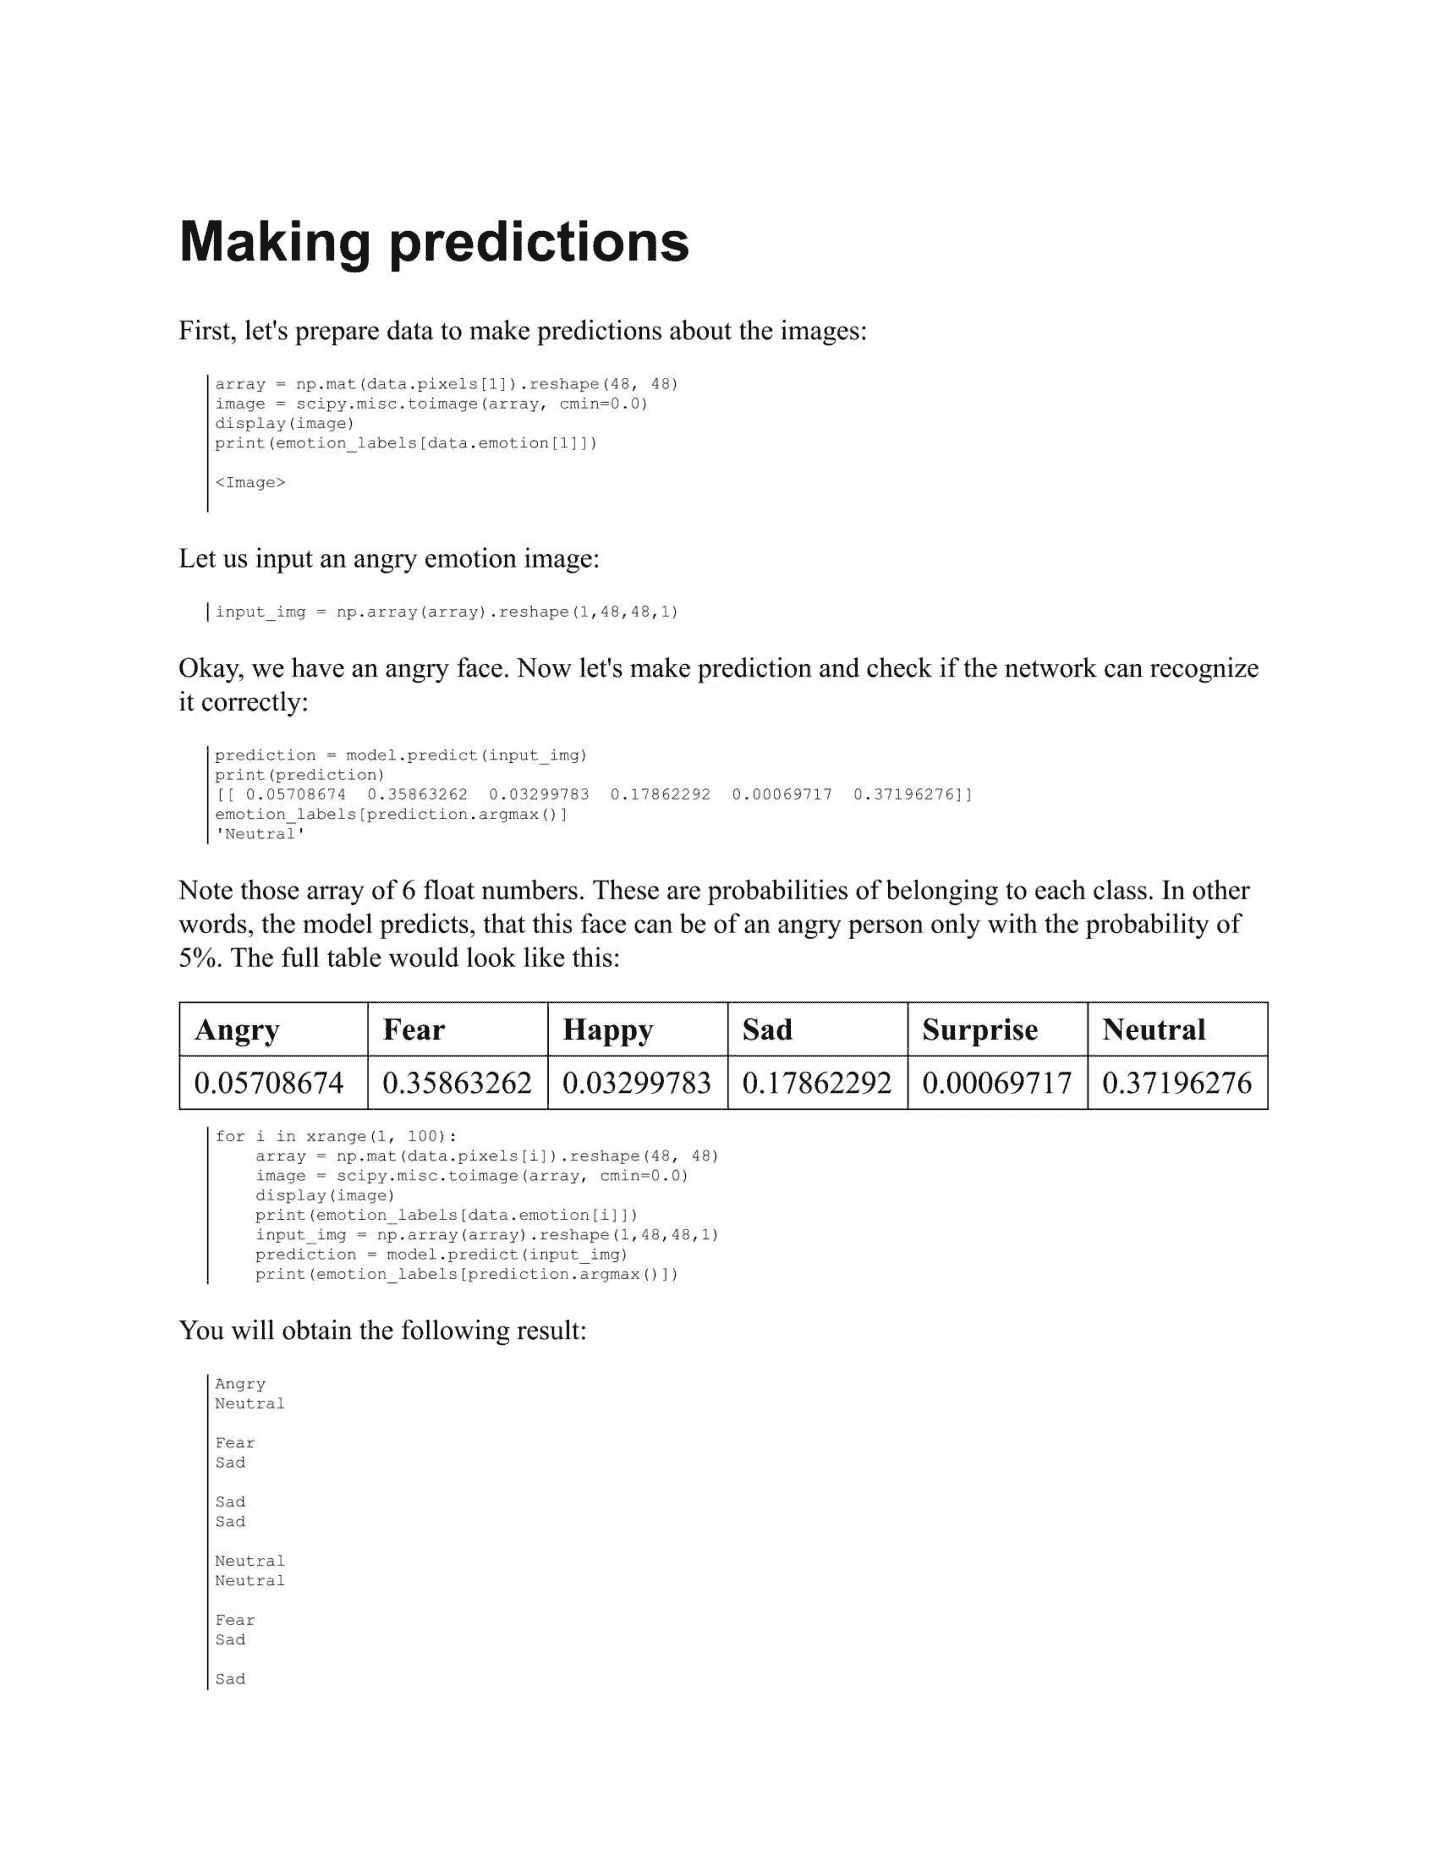 Making predictions
First, let's prepare data to make predictions about the images:
array = np.mat(data.pixels[1]).reshape(48, 48)
image = scipy.misc.toimage(array, cmin=0.0)
display(image)
print(emotion_labels[data.emotion[1]])
<Image>
Let us input an angry emotion image:
input_img = np.array(array).reshape(1,48,48,1)
Okay, we have an angry face. Now let's make prediction and check if the network can recognize
it correctly:
prediction = model.predict(input_img)
print(prediction)
[[ 0.05708674  0.35863262  0.03299783  0.17862292  0.00069717  0.37196276]]
emotion_labels[prediction.argmax()]
'Neutral'
Note those array of 6 float numbers. These are probabilities of belonging to each class. In other
words, the model predicts, that this face can be of an angry person only with the probability of
5%. The full table would look like this:
Angry Fear Happy Sad Surprise Neutral
0.05708674 0.35863262 0.03299783 0.17862292 0.00069717 0.37196276
for i in xrange(1, 100):
    array = np.mat(data.pixels[i]).reshape(48, 48)
    image = scipy.misc.toimage(array, cmin=0.0)
    display(image)
    print(emotion_labels[data.emotion[i]])
    input_img = np.array(array).reshape(1,48,48,1)
    prediction = model.predict(input_img)
    print(emotion_labels[prediction.argmax()])
You will obtain the following result:
Angry
Neutral
Fear
Sad
Sad
Sad
Neutral
Neutral
Fear
Sad
Sad